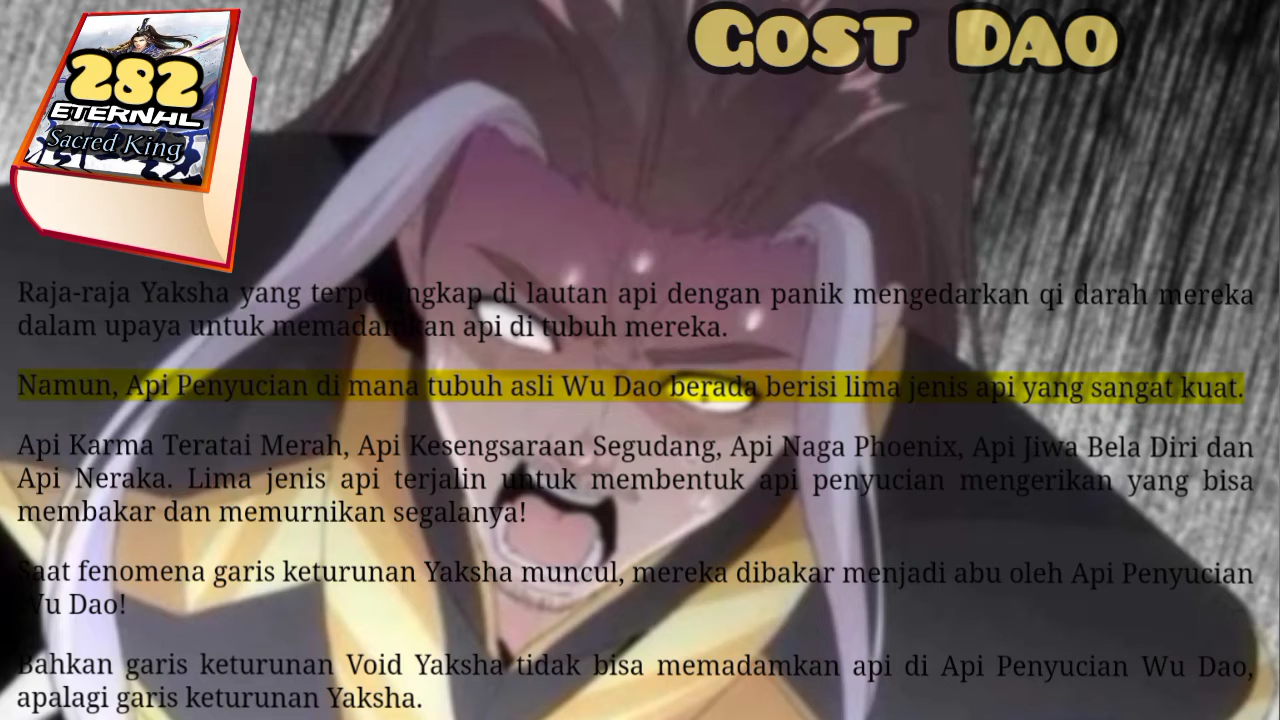 GOST DAO
282
ETERNAL
Sacred King
Raja-raja Yaksha yang terperangkap di lautan api dengan panik mengedarkan qi darah mereka
dalam upaya untuk memadamkan api di tubuh mereka.
Namun, Api Penyucian di mana tubuh asli Wu Dao berada berisi lima jenis api yang sangat kuat.
Api Karma Teratai Merah, Api Kesengsaraan Segudang, Api Naga Phoenix, Api Jiwa Bela Diri dan
Api Neraka. Lima jenis api terjalin untuk membentuk api penyucian mengerikan yang bisa
membakar dan memurnikan segalanya!
Saat fenomena garis keturunan Yaksha muncul, mereka dibakar menjadi abu oleh Api Penyucian
Wu Dao!
Bahkan garis keturunan Void Yaksha tidak bisa memadamkan api di Api Penyucian Wu Dao,
apalagi garis keturunan Yaksha.